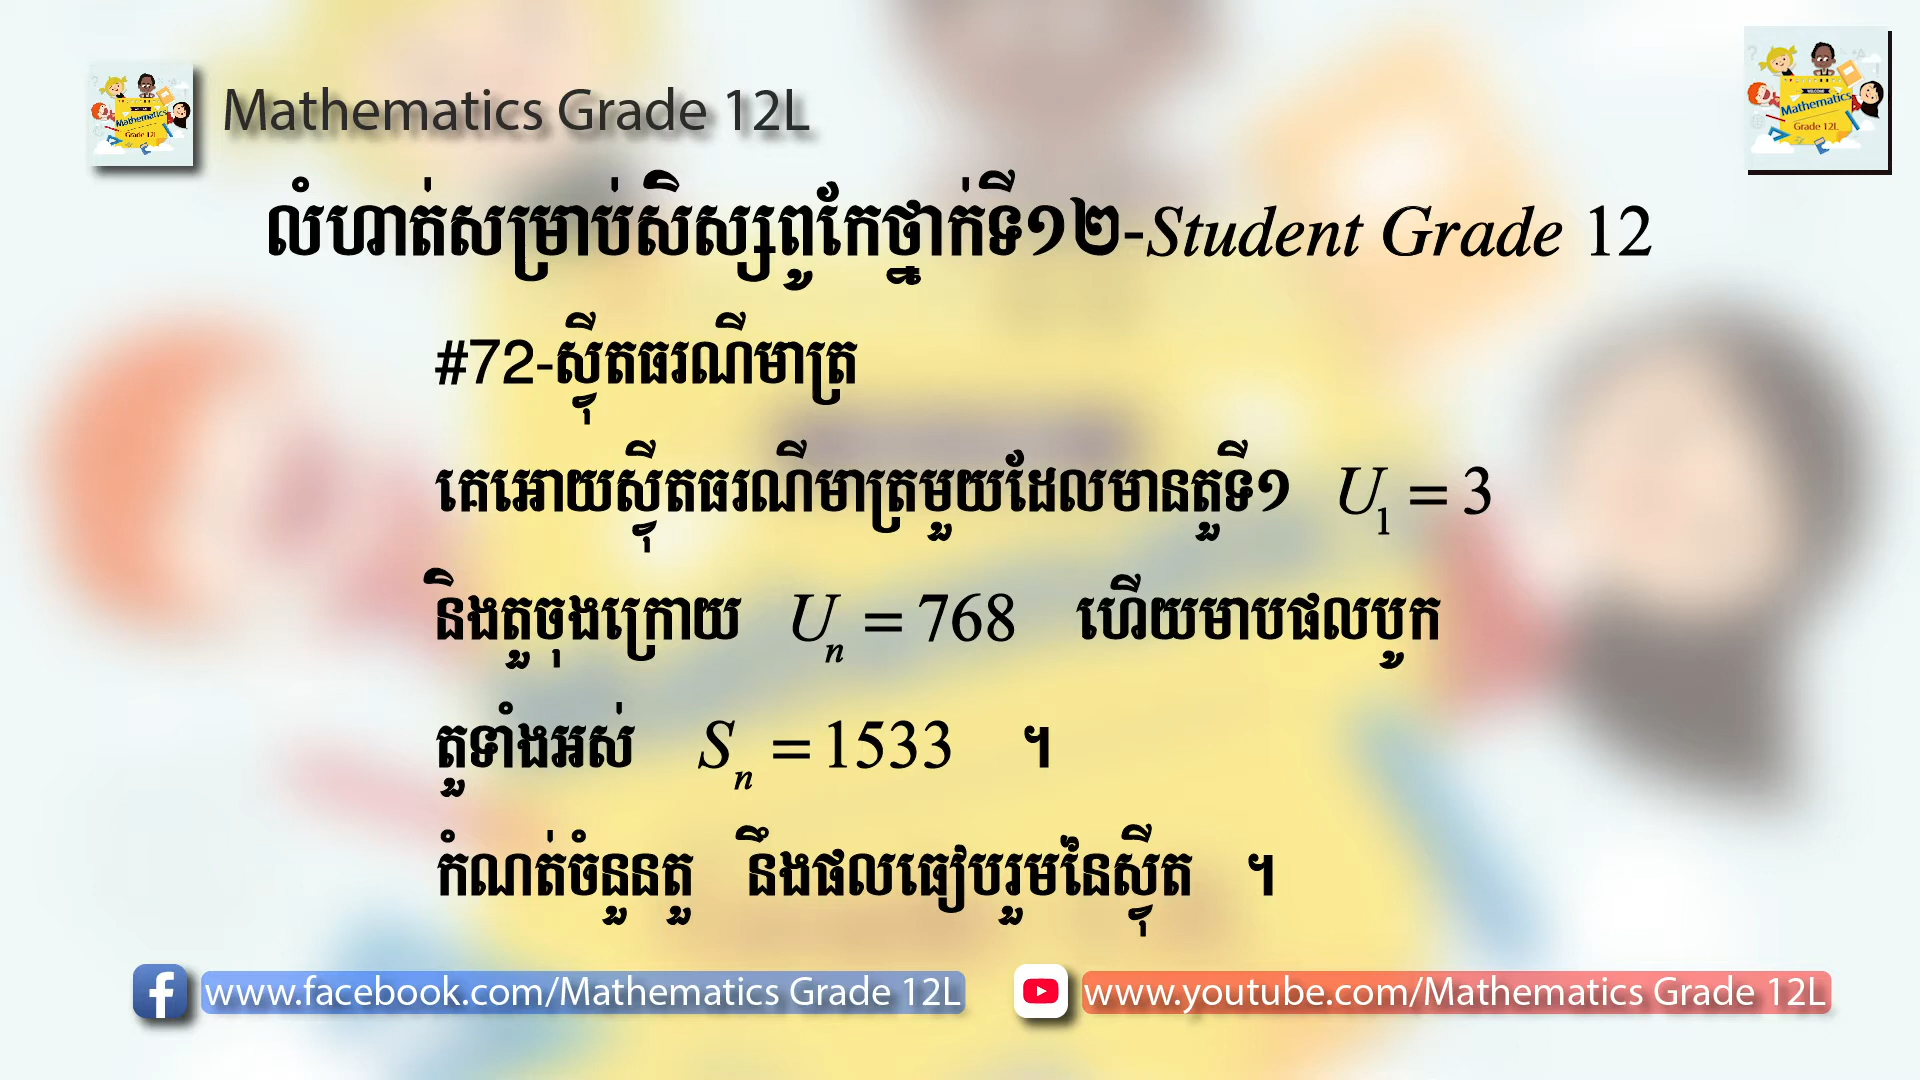 Mathematics Grade 12L
លំហាត់សម្រាប់សិស្សពូកែថ្នាក់ទី១២-Student Grade 12
#72-ស្វ៊ីតធរណីមាត្រ
គេអោយស្វ៊ីតធរណីមាត្រមួយដែលមានតួទី១ U₁ = 3
និងតួចុងក្រោយ Uₙ = 768 ហើយមាបផលបូក
តួទាំងអស់ Sₙ = 1533 ។
កំណត់ចំនួនតួ នឹងផលធៀបរួមនៃស្វ៊ីត ។
www.facebook.com/Mathematics Grade 12L
www.youtube.com/Mathematics Grade 12L